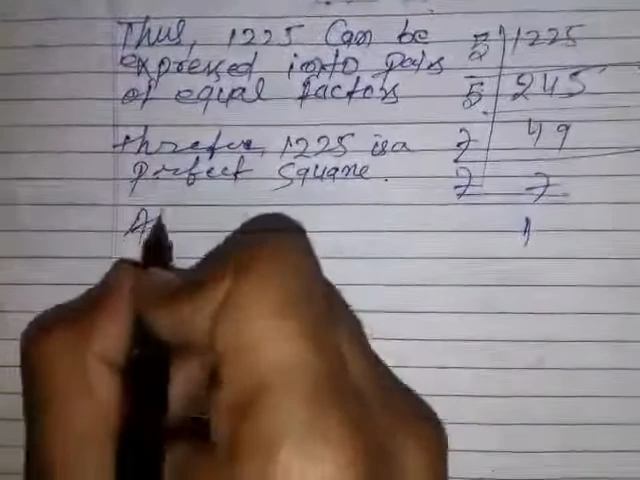 Thus, 1225 Can be
expressed into pairs
of equal factors
therefore, 1225 is a
perfect Square.
A
5 1225
5 245
7 49
7 7
1